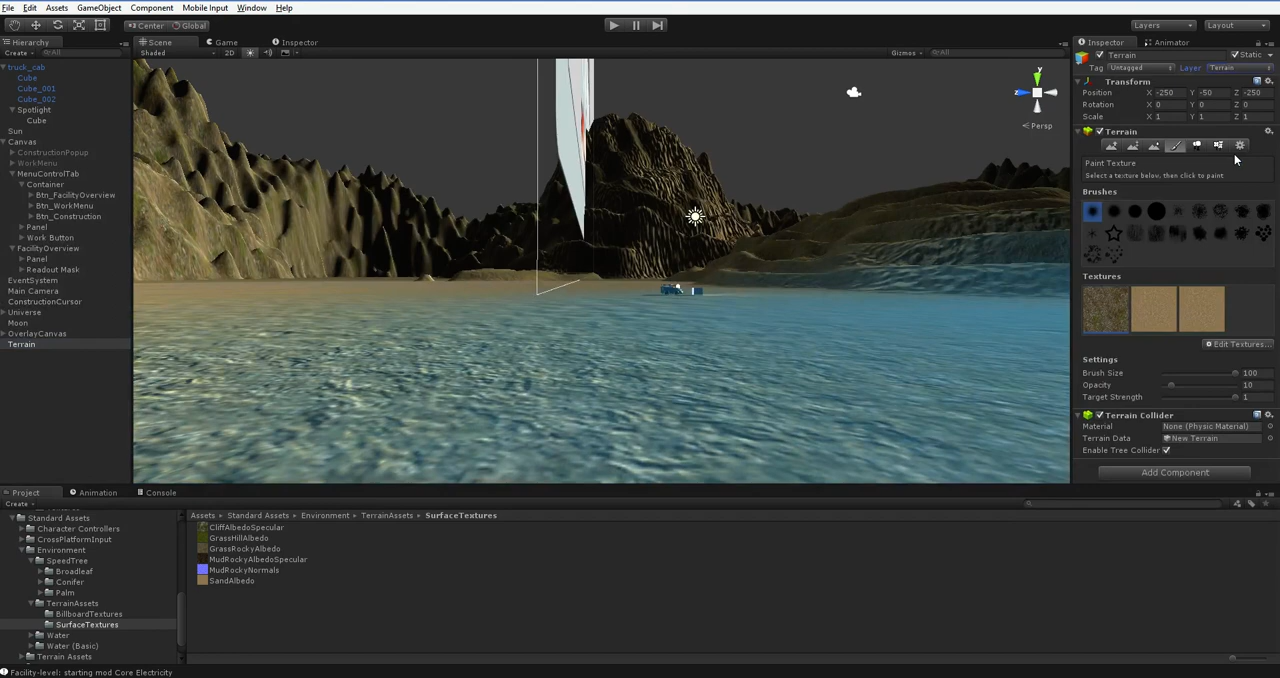 File Edit Assets GameObject Component Mobile Input Window Help
Center Global Layers Layout
Hierarchy Scene Game Inspector Inspector Animator
Create All Shaded 2D Gizmos All Terrain Static
Tag Untagged Layer Terrain
truck_cab
Cube
Cube_001
Cube_002
Spotlight
Cube
Sun
Canvas
ConstructionPopup
WorkMenu
MenuControlTab
Container
Btn_FacilityOverview
Btn_WorkMenu
Btn_Construction
Panel
Work Button
FacilityOverview
Panel
Readout Mask
EventSystem
Main Camera
ConstructionCursor
Universe
Moon
OverlayCanvas
Terrain
y
z
Persp
Transform
Position X -250 Y -50 Z -250
Rotation X 0 Y 0 Z 0
Scale X 1 Y 1 Z 1
Terrain
Paint Texture
Select a texture below, then click to paint
Brushes
Textures
Edit Textures...
Settings
Brush Size 100
Opacity 10
Target Strength 1
Terrain Collider
Material None (Physic Material)
Terrain Data New Terrain
Enable Tree Collider
Add Component
Project Animation Console
Create
Standard Assets
Character Controllers
CrossPlatformInput
Environment
SpeedTree
Broadleaf
Conifer
Palm
TerrainAssets
BillboardTextures
SurfaceTextures
Water
Water (Basic)
Terrain Assets
Assets Standard Assets Environment TerrainAssets SurfaceTextures
CliffAlbedoSpecular
GrassHillAlbedo
GrassRockyAlbedo
MudRockyAlbedoSpecular
MudRockyNormals
SandAlbedo
Facility-level: starting mod Core Electricity